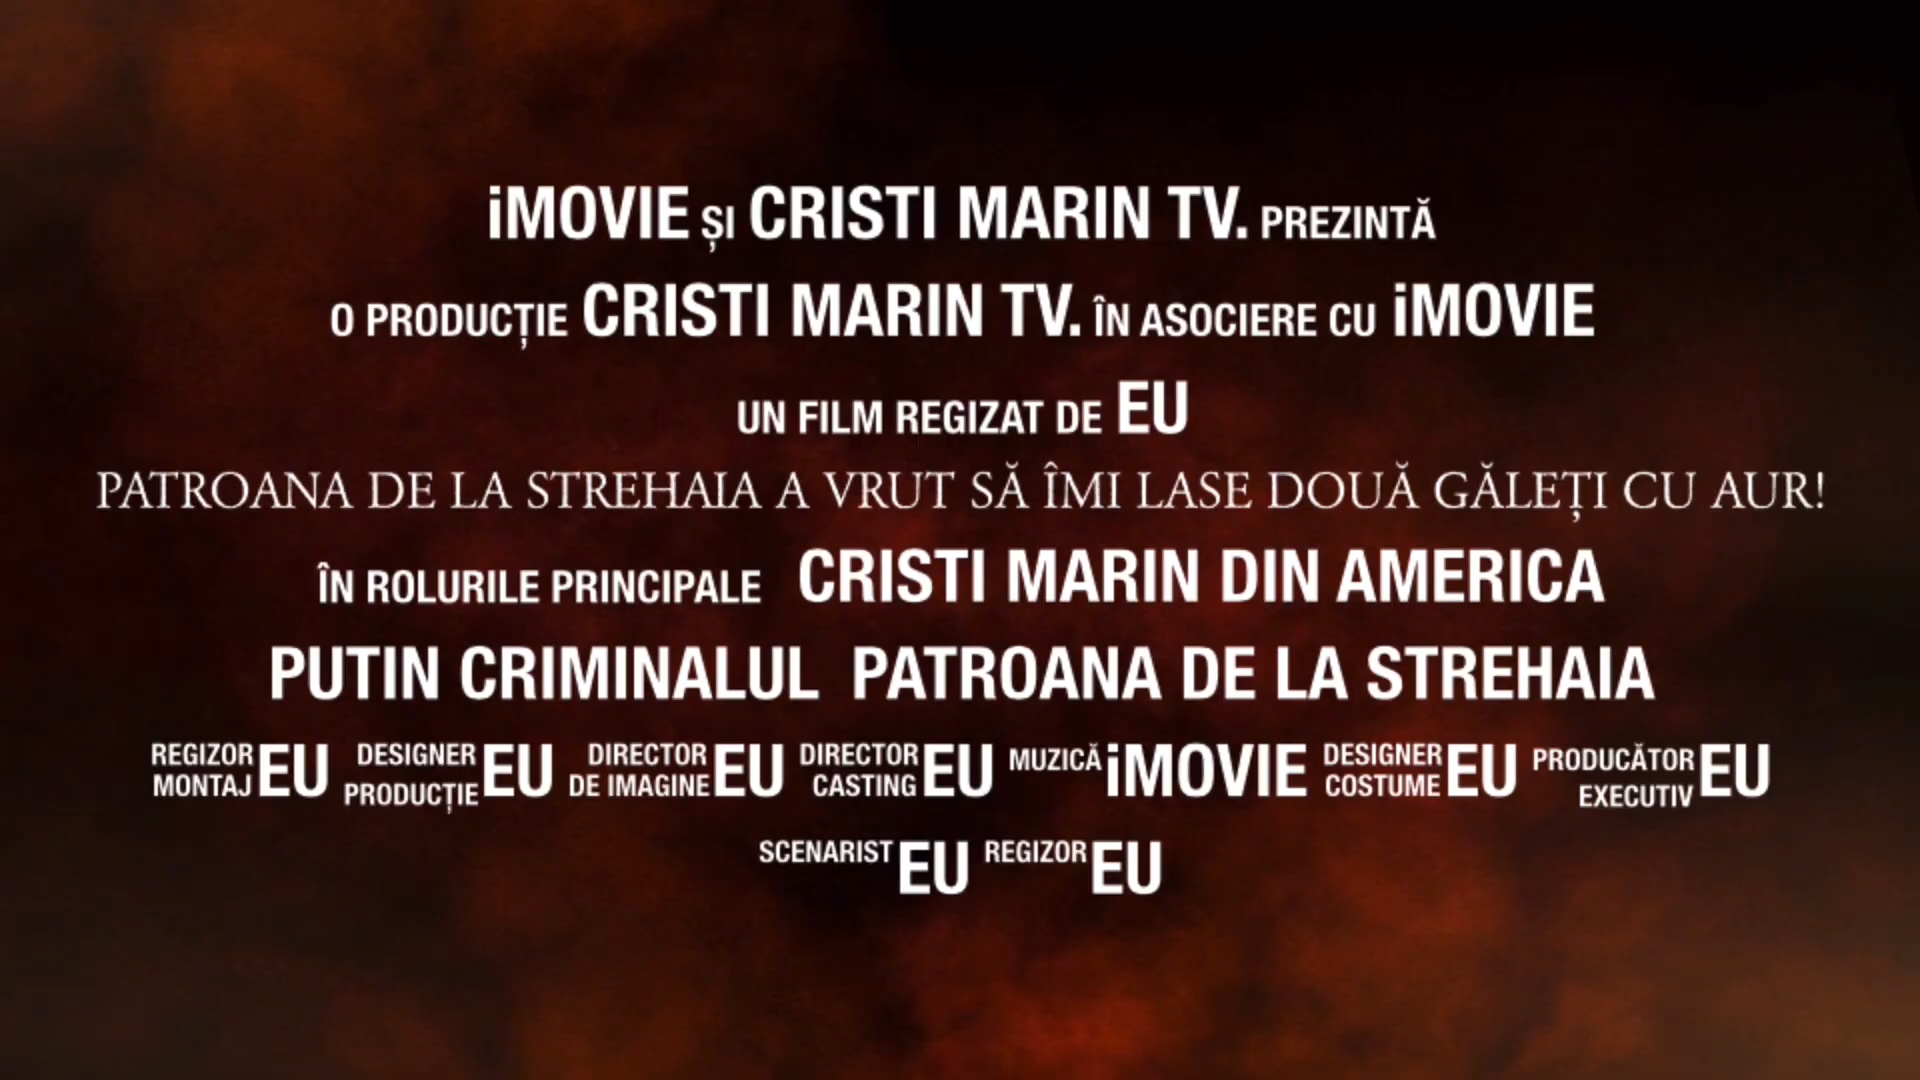 iMOVIE ȘI CRISTI MARIN TV. PREZINTĂ
O PRODUCȚIE CRISTI MARIN TV. ÎN ASOCIERE CU iMOVIE
UN FILM REGIZAT DE EU
PATROANA DE LA STREHAIA A VRUT SĂ ÎMI LASE DOUĂ GĂLEȚI CU AUR!
ÎN ROLURILE PRINCIPALE CRISTI MARIN DIN AMERICA
PUTIN CRIMINALUL PATROANA DE LA STREHAIA
REGIZOR MONTAJ EU DESIGNER PRODUCȚIE EU DIRECTOR DE IMAGINE EU DIRECTOR CASTING EU MUZICĂ iMOVIE DESIGNER COSTUME EU PRODUCĂTOR EXECUTIV EU
SCENARIST EU REGIZOR EU